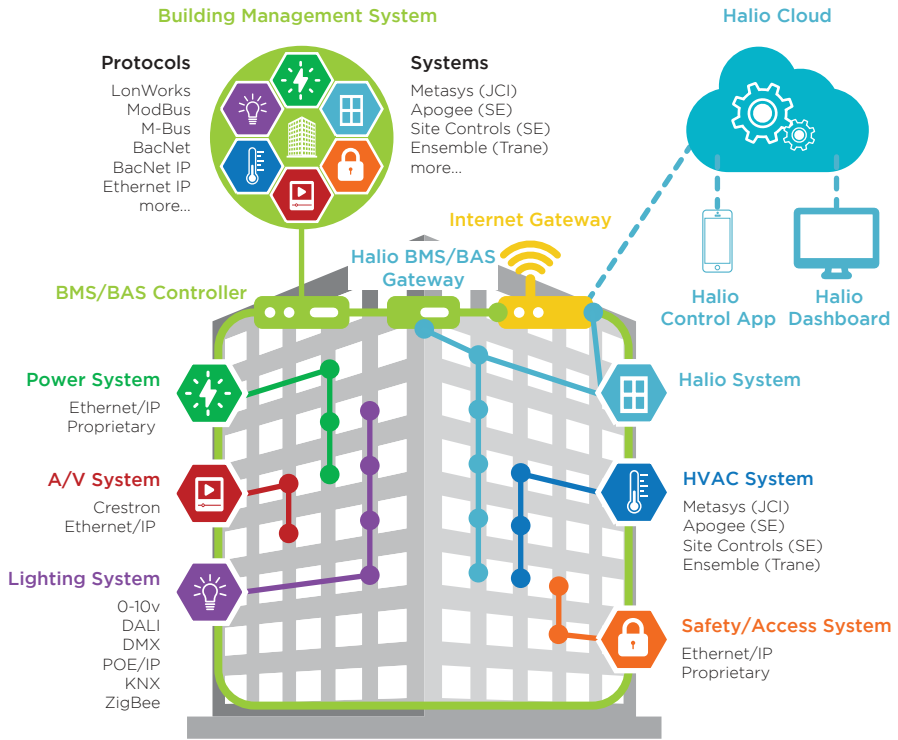 Building Management System
Halio Cloud
Protocols
LonWorks
ModBus
M-Bus
BacNet
BacNet IP
Ethernet IP
more...
Systems
Metasys (JCI)
Apogee (SE)
Site Controls (SE)
Ensemble (Trane)
more...
Internet Gateway
Halio BMS/BAS
Gateway
BMS/BAS Controller
Halio
Control App
Halio
Dashboard
Power System
Ethernet/IP
Proprietary
Halio System
A/V System
Crestron
Ethernet/IP
HVAC System
Metasys (JCI)
Apogee (SE)
Site Controls (SE)
Ensemble (Trane)
Lighting System
0-10v
DALI
DMX
POE/IP
KNX
ZigBee
Safety/Access System
Ethernet/IP
Proprietary